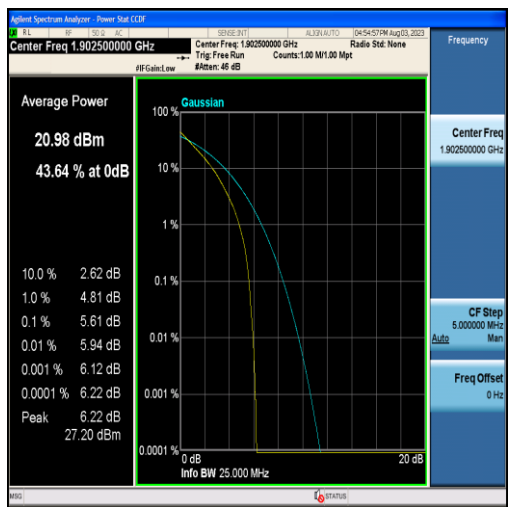 Agilent Spectrum Analyzer - Power Stat CCDF
RL RF 50 Ω AC SENSE:INT ALIGN AUTO 04:54:57 PM Aug 03, 2023
Center Freq 1.902500000 GHz
Center Freq: 1.902500000 GHz Radio Std: None
Trig: Free Run Counts:1.00 M/1.00 Mpt
#IFGain:Low #Atten: 46 dB
Frequency
Center Freq
1.902500000 GHz
CF Step
5.000000 MHz
Auto Man
Freq Offset
0 Hz
Average Power
20.98 dBm
43.64 % at 0dB
10.0 % 2.62 dB
1.0 % 4.81 dB
0.1 % 5.61 dB
0.01 % 5.94 dB
0.001 % 6.12 dB
0.0001 % 6.22 dB
Peak 6.22 dB
27.20 dBm
Gaussian
100 %
10 %
1 %
0.1 %
0.01 %
0.001 %
0.0001 %
0 dB 20 dB
Info BW 25.000 MHz
MSG STATUS